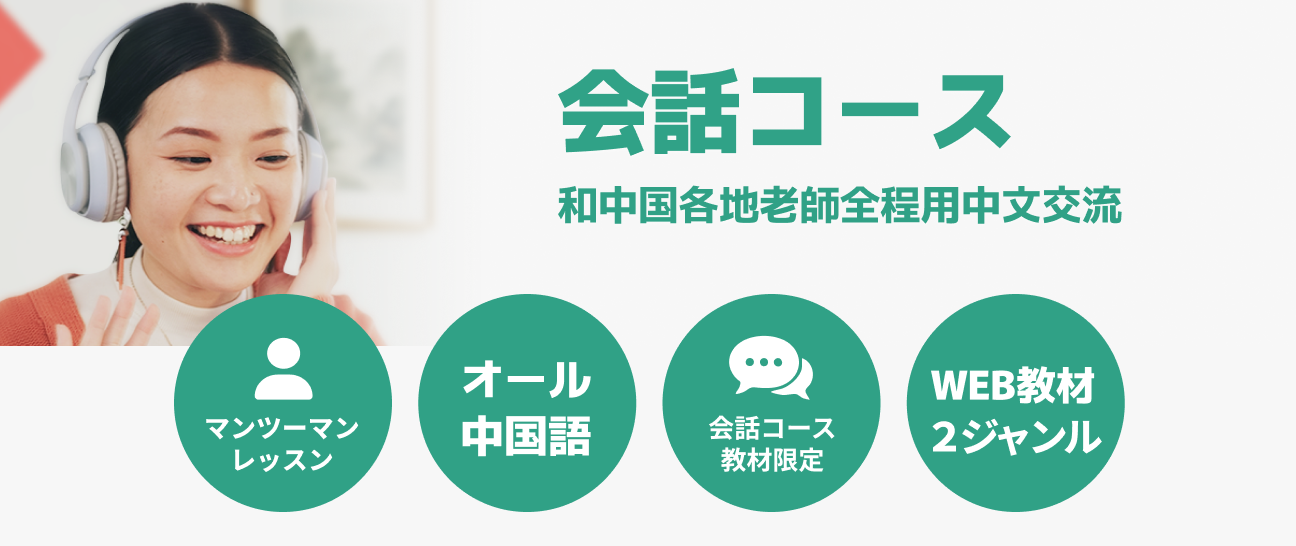 会話コース
和中国各地老師全程用中文交流
マンツーマン
レッスン
オール
中国語
会話コース
教材限定
WEB教材
2ジャンル